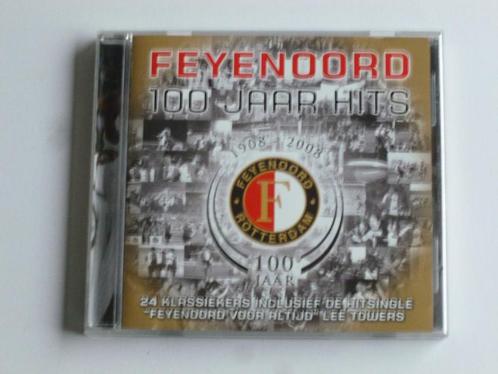 FEYENOORD
100 JAAR HITS
1908 2008
FEYENOORD
F
ROTTERDAM
100
JAAR
24 KLASSIEKERS INCLUSIEF DE HITSINGLE
"FEYENOORD VOOR ALTIJD" LEE TOWERS